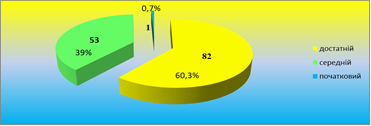 0,7%
1
53
39%
82
60,3%
достатній
середній
початковий